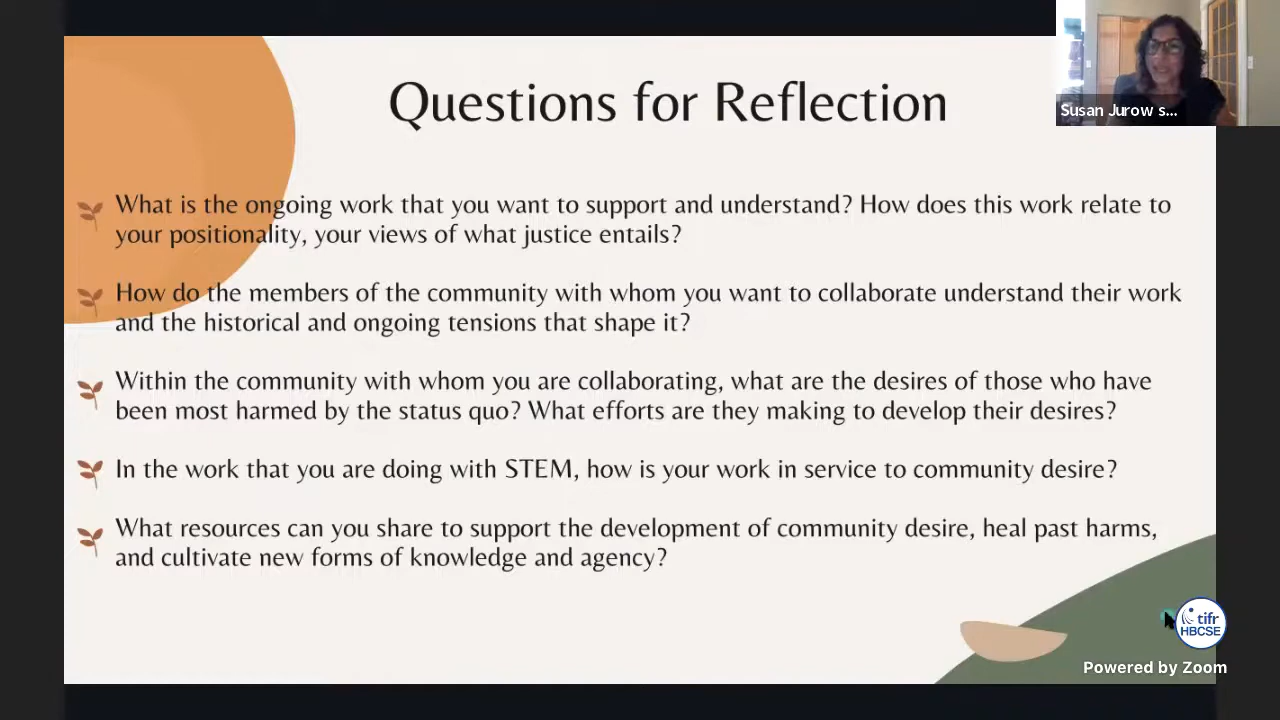 Questions for Reflection
Susan Jurow s...
What is the ongoing work that you want to support and understand? How does this work relate to
your positionality, your views of what justice entails?
How do the members of the community with whom you want to collaborate understand their work
and the historical and ongoing tensions that shape it?
Within the community with whom you are collaborating, what are the desires of those who have
been most harmed by the status quo? What efforts are they making to develop their desires?
In the work that you are doing with STEM, how is your work in service to community desire?
What resources can you share to support the development of community desire, heal past harms,
and cultivate new forms of knowledge and agency?
tifr
HBCSE
Powered by Zoom